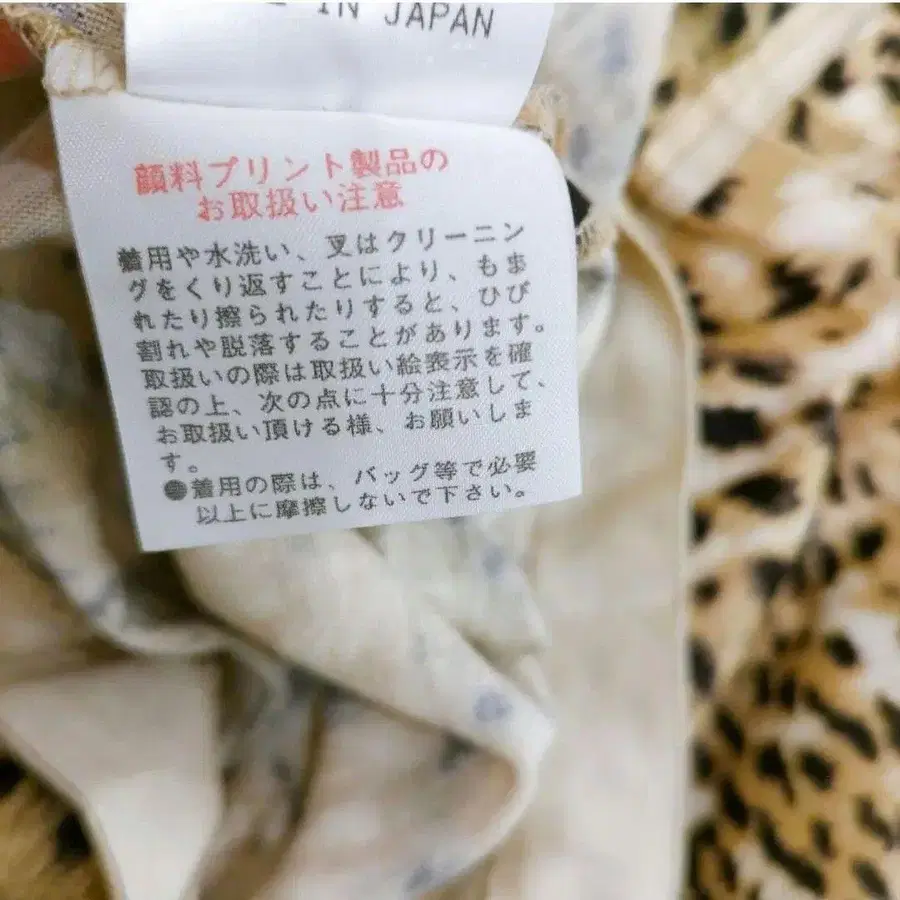 IN JAPAN
顔料プリント製品の
お取扱い注意
着用や水洗い、叉はクリーニン
グをくり返すことにより、もま
れたり擦られたりすると、ひび
割れや脱落することがあります。
取扱いの際は取扱い絵表示を確
認の上、次の点に十分注意して、
お取扱い頂ける様、お願いしま
す。
●着用の際は、バッグ等で必要
以上に摩擦しないで下さい。